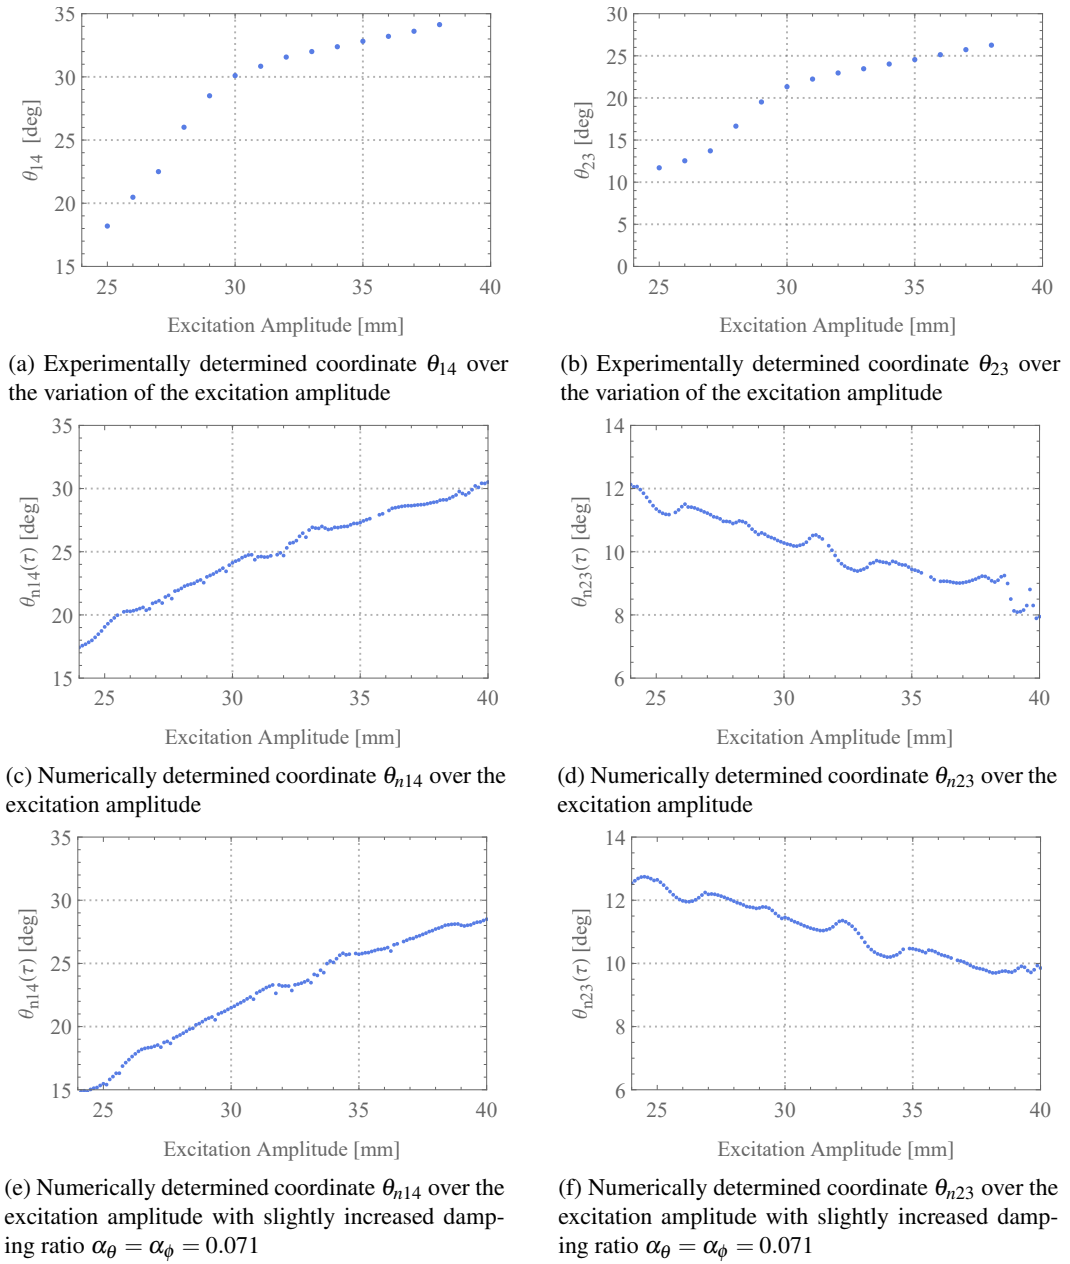 35
30
25
20
15
θ14 [deg]
25
30
35
40
Excitation Amplitude [mm]
(a) Experimentally determined coordinate θ14 over
the variation of the excitation amplitude
30
25
20
15
10
5
0
θ23 [deg]
25
30
35
40
Excitation Amplitude [mm]
(b) Experimentally determined coordinate θ23 over
the variation of the excitation amplitude
35
30
25
20
15
θn14(τ) [deg]
25
30
35
40
Excitation Amplitude [mm]
(c) Numerically determined coordinate θn14 over the
excitation amplitude
14
12
10
8
6
θn23(τ) [deg]
25
30
35
40
Excitation Amplitude [mm]
(d) Numerically determined coordinate θn23 over the
excitation amplitude
35
30
25
20
15
θn14(τ) [deg]
25
30
35
40
Excitation Amplitude [mm]
(e) Numerically determined coordinate θn14 over the
excitation amplitude with slightly increased damp-
ing ratio αθ = αϕ = 0.071
14
12
10
8
6
θn23(τ) [deg]
25
30
35
40
Excitation Amplitude [mm]
(f) Numerically determined coordinate θn23 over the
excitation amplitude with slightly increased damp-
ing ratio αθ = αϕ = 0.071